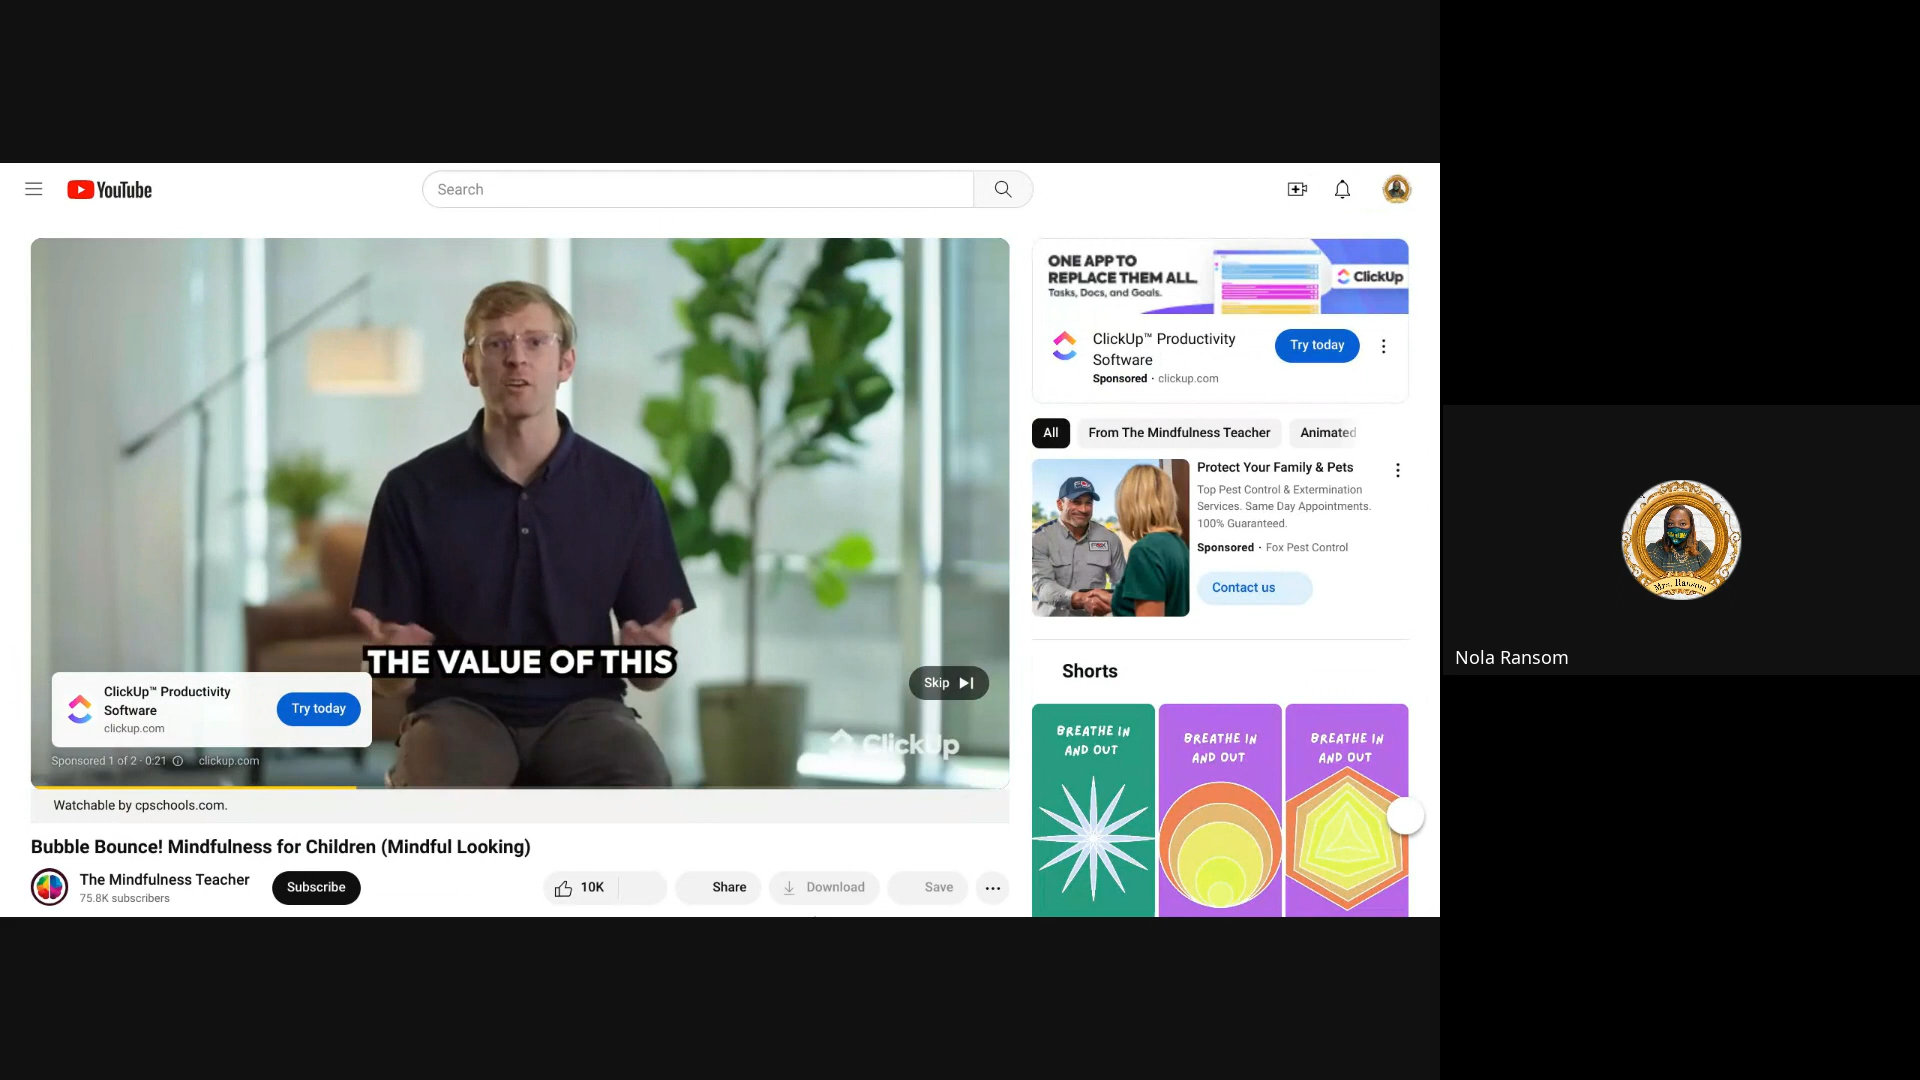 YouTube
Search
THE VALUE OF THIS
ClickUp™ Productivity
Software
clickup.com
Try today
Skip
ClickUp
Sponsored 1 of 2 · 0:21
clickup.com
Watchable by cpschools.com.
Bubble Bounce! Mindfulness for Children (Mindful Looking)
The Mindfulness Teacher
75.8K subscribers
Subscribe
10K
Share
Download
Save
ONE APP TO
REPLACE THEM ALL.
Tasks, Docs, and Goals.
ClickUp
ClickUp™ Productivity
Software
Sponsored · clickup.com
Try today
All
From The Mindfulness Teacher
Animated
Protect Your Family & Pets
Top Pest Control & Extermination
Services. Same Day Appointments.
100% Guaranteed.
Sponsored · Fox Pest Control
Contact us
Shorts
BREATHE IN
AND OUT
BREATHE IN
AND OUT
BREATHE IN
AND OUT
Mrs. Ransom
Nola Ransom